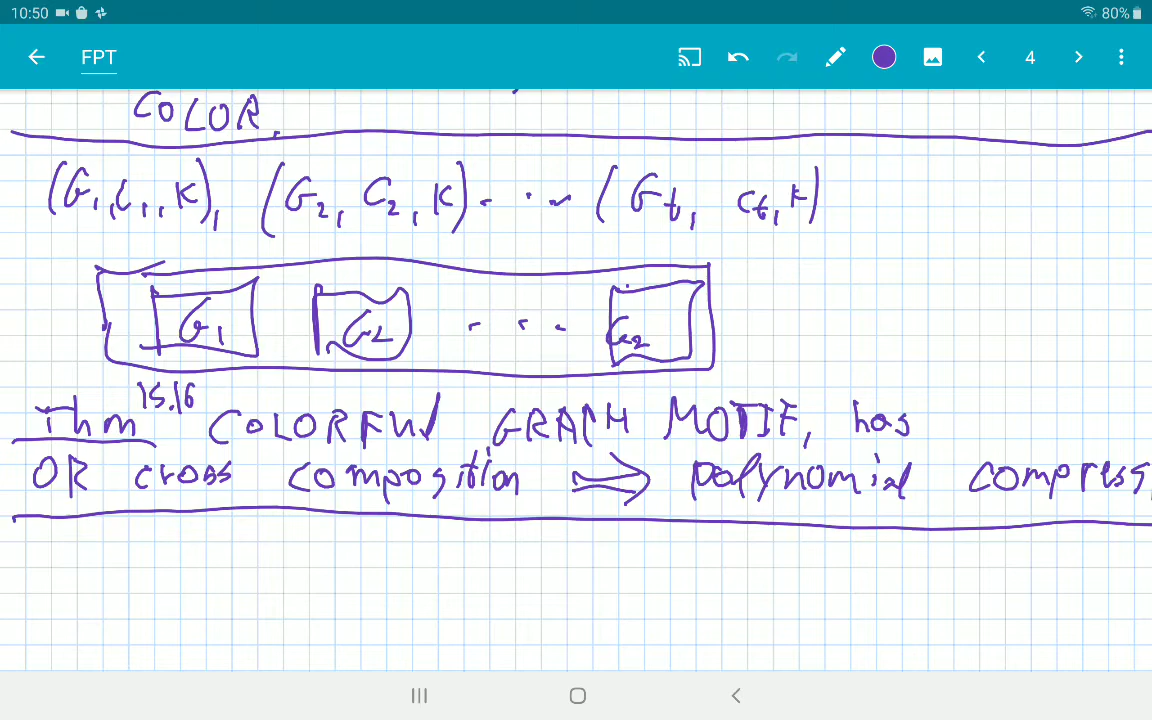 10:50 80%
FPT 4
COLOR.
(G1, C1, K), (G2, C2, K). ... (Gt, Ct, K)
G1 G2 ... G2
Thm 15.16 COLORFUL GRAPH MOTIF, has
OR cross composition ⟹ polynomial compress